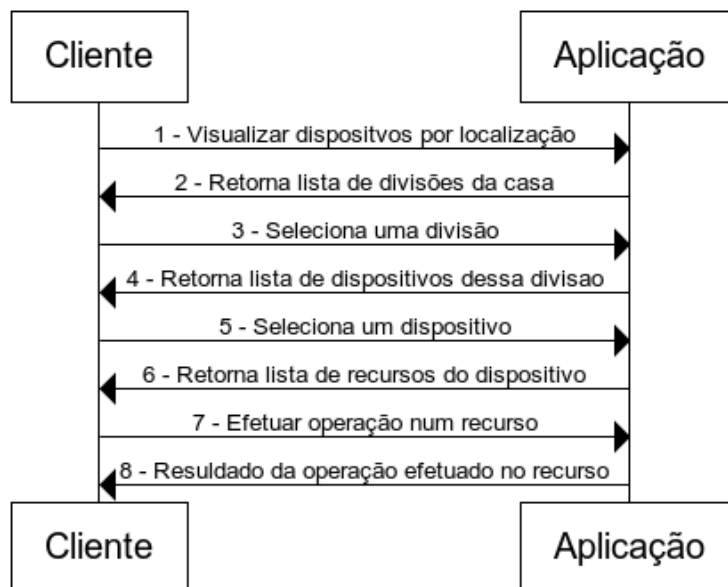 Cliente
Aplicação
1 - Visualizar dispositvos por localização
2 - Retorna lista de divisões da casa
3 - Seleciona uma divisão
4 - Retorna lista de dispositivos dessa divisao
5 - Seleciona um dispositivo
6 - Retorna lista de recursos do dispositivo
7 - Efetuar operação num recurso
8 - Resuldado da operação efetuado no recurso
Cliente
Aplicação